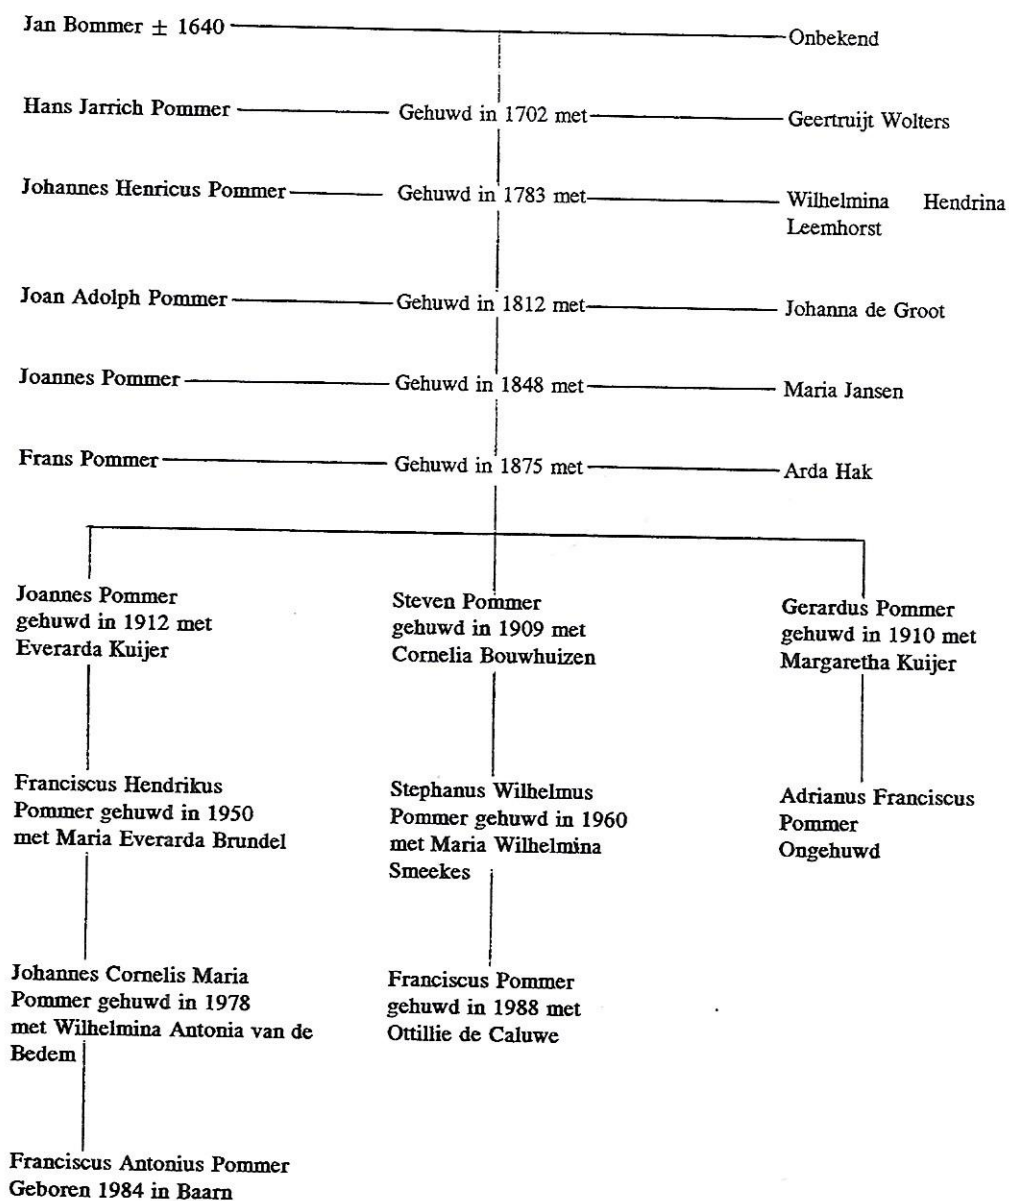 Jan Bommer ± 1640 Onbekend
Hans Jarrich Pommer Gehuwd in 1702 met Geertruijt Wolters
Johannes Henricus Pommer Gehuwd in 1783 met Wilhelmina Hendrina
Leemhorst
Joan Adolph Pommer Gehuwd in 1812 met Johanna de Groot
Joannes Pommer Gehuwd in 1848 met Maria Jansen
Frans Pommer Gehuwd in 1875 met Arda Hak
Joannes Pommer
gehuwd in 1912 met
Everarda Kuijer
Steven Pommer
gehuwd in 1909 met
Cornelia Bouwhuizen
Gerardus Pommer
gehuwd in 1910 met
Margaretha Kuijer
Franciscus Hendrikus
Pommer gehuwd in 1950
met Maria Everarda Brundel
Stephanus Wilhelmus
Pommer gehuwd in 1960
met Maria Wilhelmina
Smeekes
Adrianus Franciscus
Pommer
Ongehuwd
Johannes Cornelis Maria
Pommer gehuwd in 1978
met Wilhelmina Antonia van de
Bedem
Franciscus Pommer
gehuwd in 1988 met
Ottillie de Caluwe
Franciscus Antonius Pommer
Geboren 1984 in Baarn